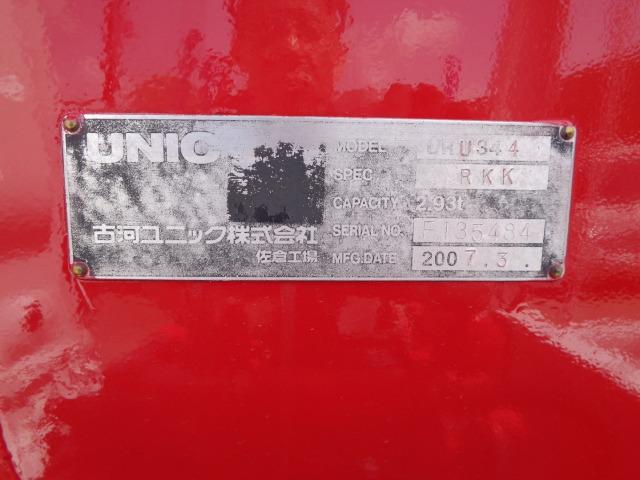 UNIC
MODEL URU344
SPEC RKK
CAPACITY 2.93t
古河ユニック株式会社
SERIAL NO. F135484
佐倉工場
MFG.DATE 2007.3.